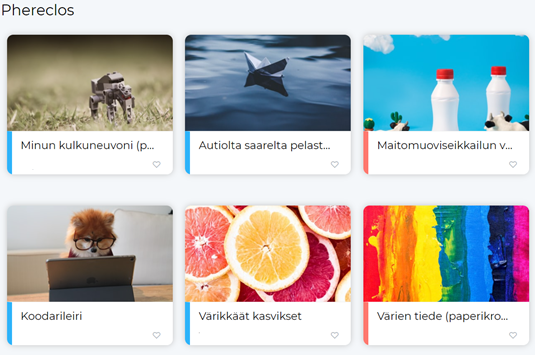 Phereclos
Minun kulkuneuvoni (p...
Autiolta saarelta pelast...
Maitomuoviseikkailun v...
Koodarileiri
Värikkäät kasvikset
Värien tiede (paperikro...